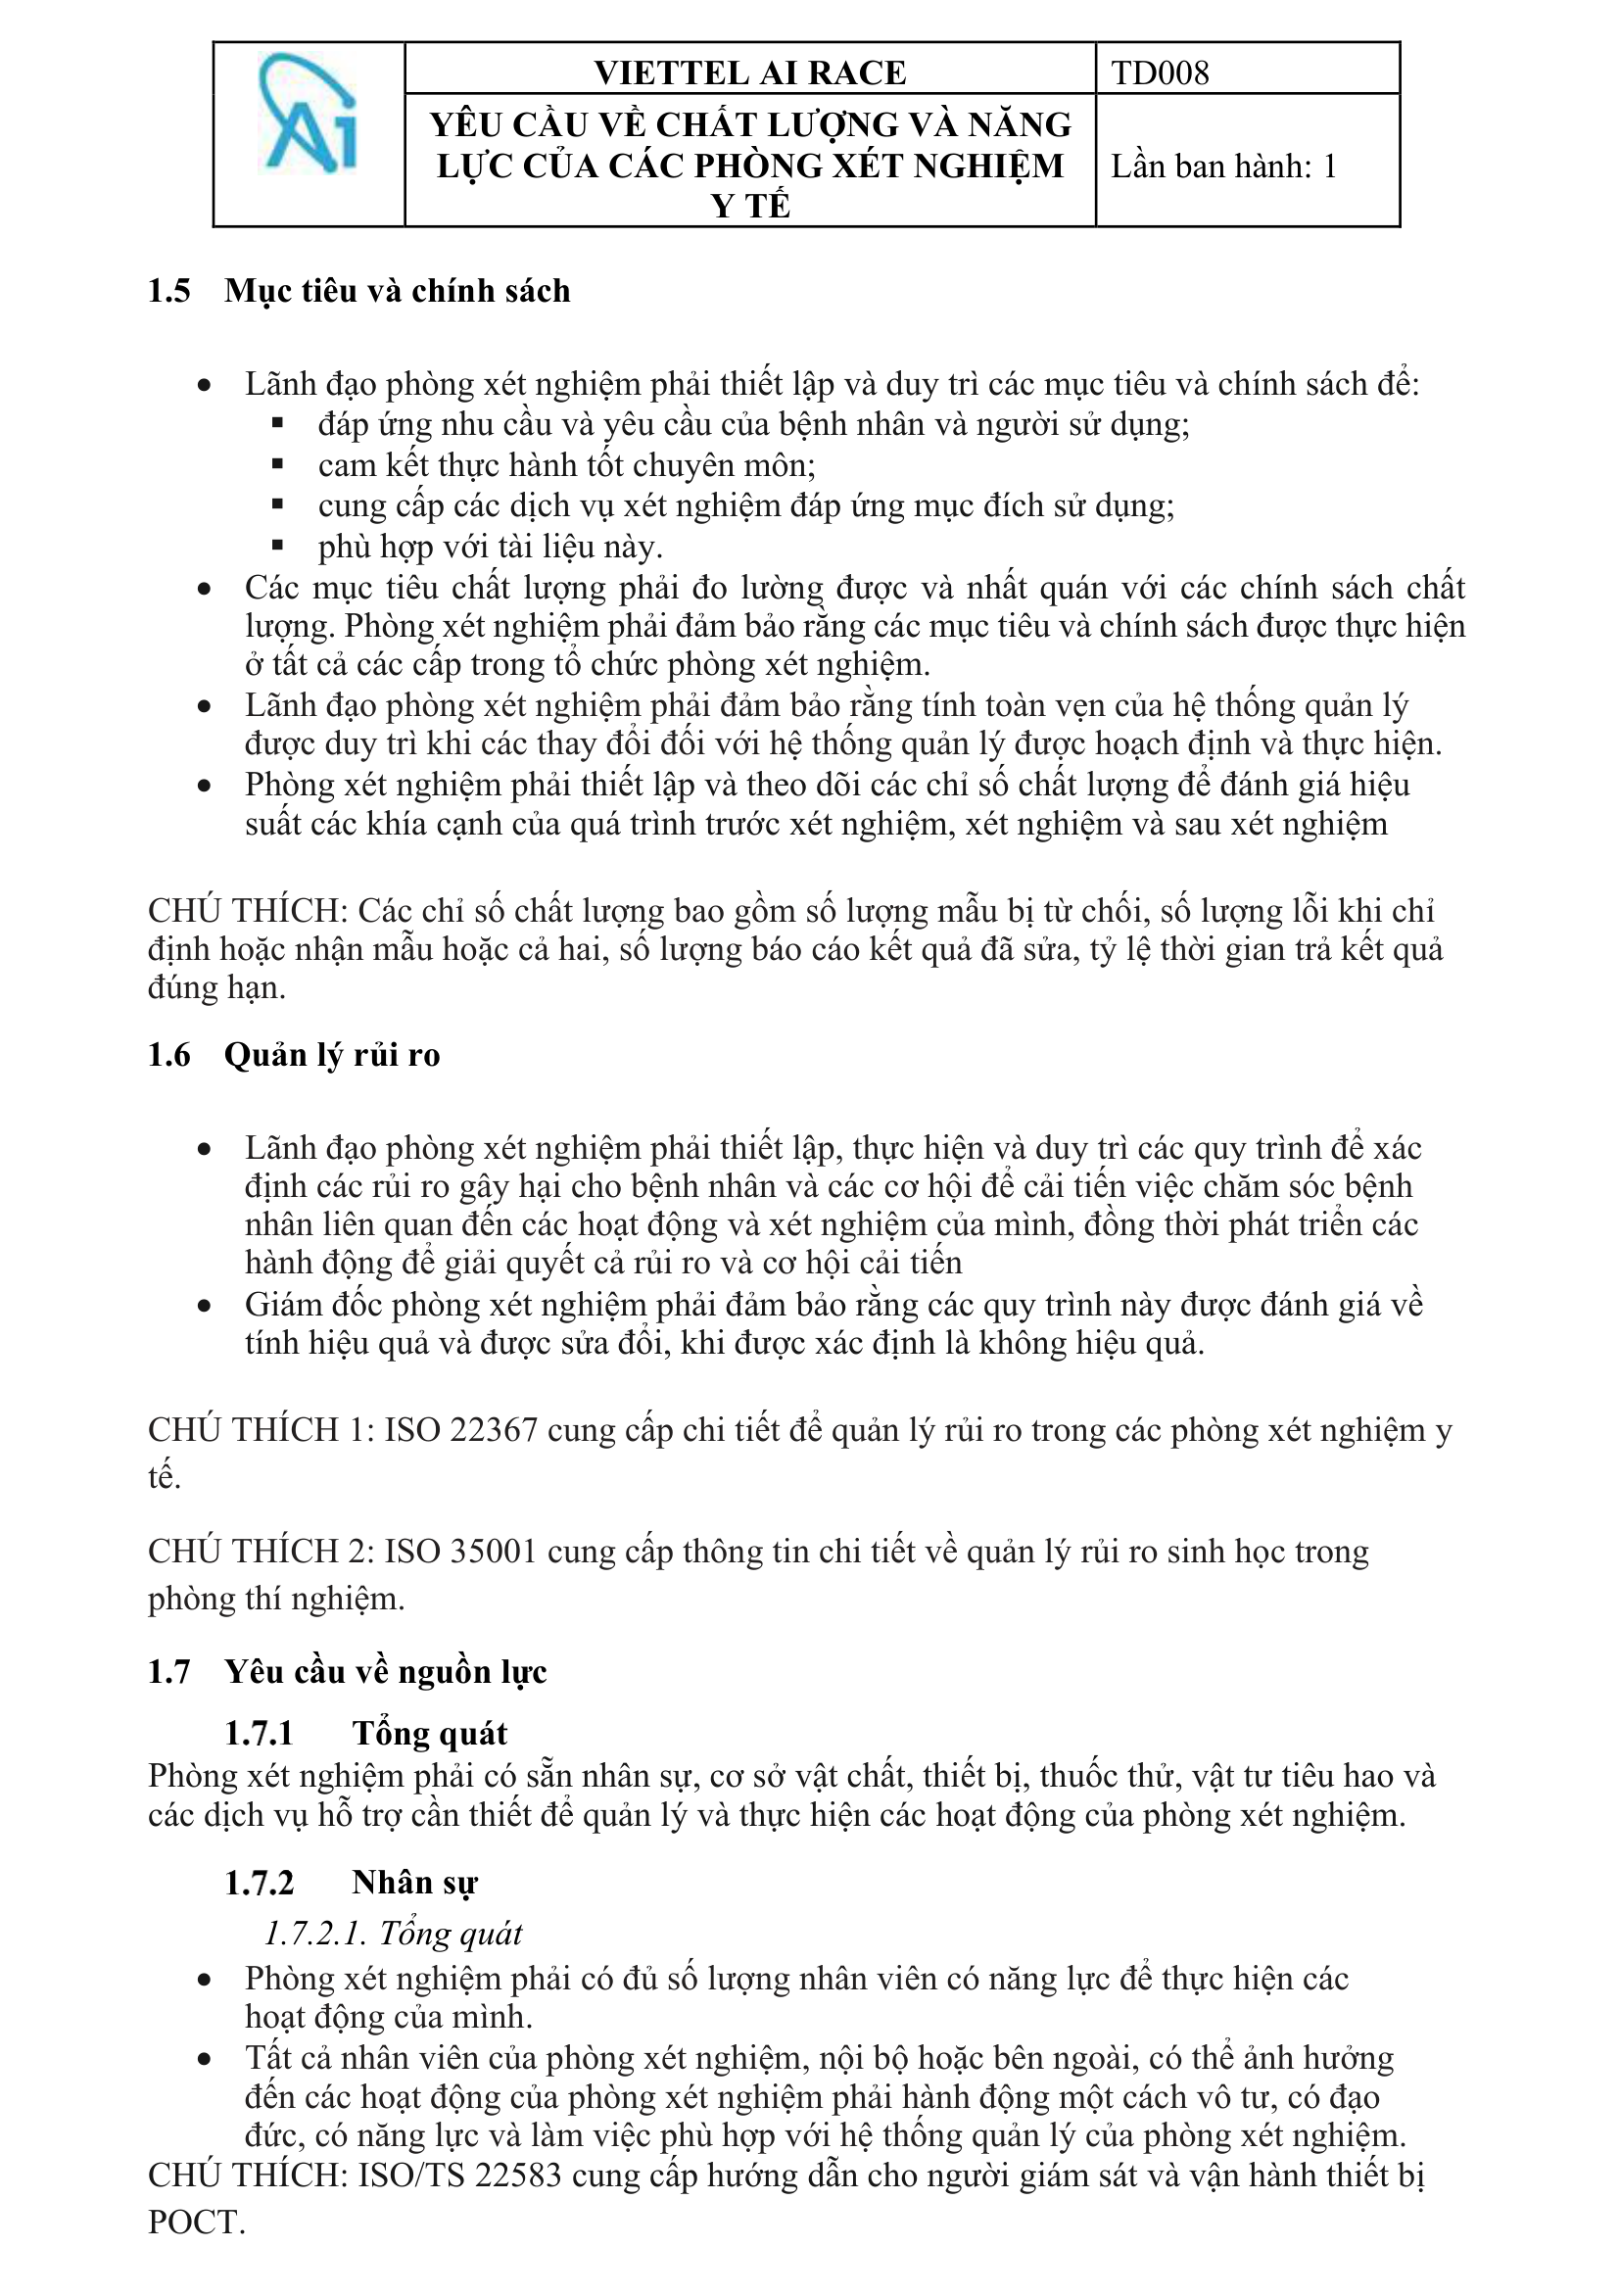 Ai
VIETTEL AI RACE
TD008
YÊU CẦU VỀ CHẤT LƯỢNG VÀ NĂNG
LỰC CỦA CÁC PHÒNG XÉT NGHIỆM
Y TẾ
Lần ban hành: 1
1.5 Mục tiêu và chính sách
• Lãnh đạo phòng xét nghiệm phải thiết lập và duy trì các mục tiêu và chính sách để:
▪ đáp ứng nhu cầu và yêu cầu của bệnh nhân và người sử dụng;
▪ cam kết thực hành tốt chuyên môn;
▪ cung cấp các dịch vụ xét nghiệm đáp ứng mục đích sử dụng;
▪ phù hợp với tài liệu này.
• Các mục tiêu chất lượng phải đo lường được và nhất quán với các chính sách chất
lượng. Phòng xét nghiệm phải đảm bảo rằng các mục tiêu và chính sách được thực hiện
ở tất cả các cấp trong tổ chức phòng xét nghiệm.
• Lãnh đạo phòng xét nghiệm phải đảm bảo rằng tính toàn vẹn của hệ thống quản lý
được duy trì khi các thay đổi đối với hệ thống quản lý được hoạch định và thực hiện.
• Phòng xét nghiệm phải thiết lập và theo dõi các chỉ số chất lượng để đánh giá hiệu
suất các khía cạnh của quá trình trước xét nghiệm, xét nghiệm và sau xét nghiệm
CHÚ THÍCH: Các chỉ số chất lượng bao gồm số lượng mẫu bị từ chối, số lượng lỗi khi chỉ
định hoặc nhận mẫu hoặc cả hai, số lượng báo cáo kết quả đã sửa, tỷ lệ thời gian trả kết quả
đúng hạn.
1.6 Quản lý rủi ro
• Lãnh đạo phòng xét nghiệm phải thiết lập, thực hiện và duy trì các quy trình để xác
định các rủi ro gây hại cho bệnh nhân và các cơ hội để cải tiến việc chăm sóc bệnh
nhân liên quan đến các hoạt động và xét nghiệm của mình, đồng thời phát triển các
hành động để giải quyết cả rủi ro và cơ hội cải tiến
• Giám đốc phòng xét nghiệm phải đảm bảo rằng các quy trình này được đánh giá về
tính hiệu quả và được sửa đổi, khi được xác định là không hiệu quả.
CHÚ THÍCH 1: ISO 22367 cung cấp chi tiết để quản lý rủi ro trong các phòng xét nghiệm y
tế.
CHÚ THÍCH 2: ISO 35001 cung cấp thông tin chi tiết về quản lý rủi ro sinh học trong
phòng thí nghiệm.
1.7 Yêu cầu về nguồn lực
1.7.1 Tổng quát
Phòng xét nghiệm phải có sẵn nhân sự, cơ sở vật chất, thiết bị, thuốc thử, vật tư tiêu hao và
các dịch vụ hỗ trợ cần thiết để quản lý và thực hiện các hoạt động của phòng xét nghiệm.
1.7.2 Nhân sự
1.7.2.1. Tổng quát
• Phòng xét nghiệm phải có đủ số lượng nhân viên có năng lực để thực hiện các
hoạt động của mình.
• Tất cả nhân viên của phòng xét nghiệm, nội bộ hoặc bên ngoài, có thể ảnh hưởng
đến các hoạt động của phòng xét nghiệm phải hành động một cách vô tư, có đạo
đức, có năng lực và làm việc phù hợp với hệ thống quản lý của phòng xét nghiệm.
CHÚ THÍCH: ISO/TS 22583 cung cấp hướng dẫn cho người giám sát và vận hành thiết bị
POCT.